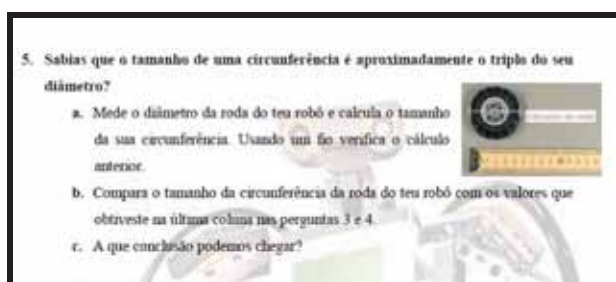 5. Sabias que o tamanho de uma circunferência é aproximadamente o triplo do seu
diâmetro?
a. Mede o diâmetro da roda do teu robô e calcula o tamanho
da sua circunferência. Usando um fio verifica o cálculo
anterior.
b. Compara o tamanho da circunferência da roda do teu robô com os valores que
obtiveste na última coluna nas perguntas 3 e 4.
c. A que conclusão podemos chegar?